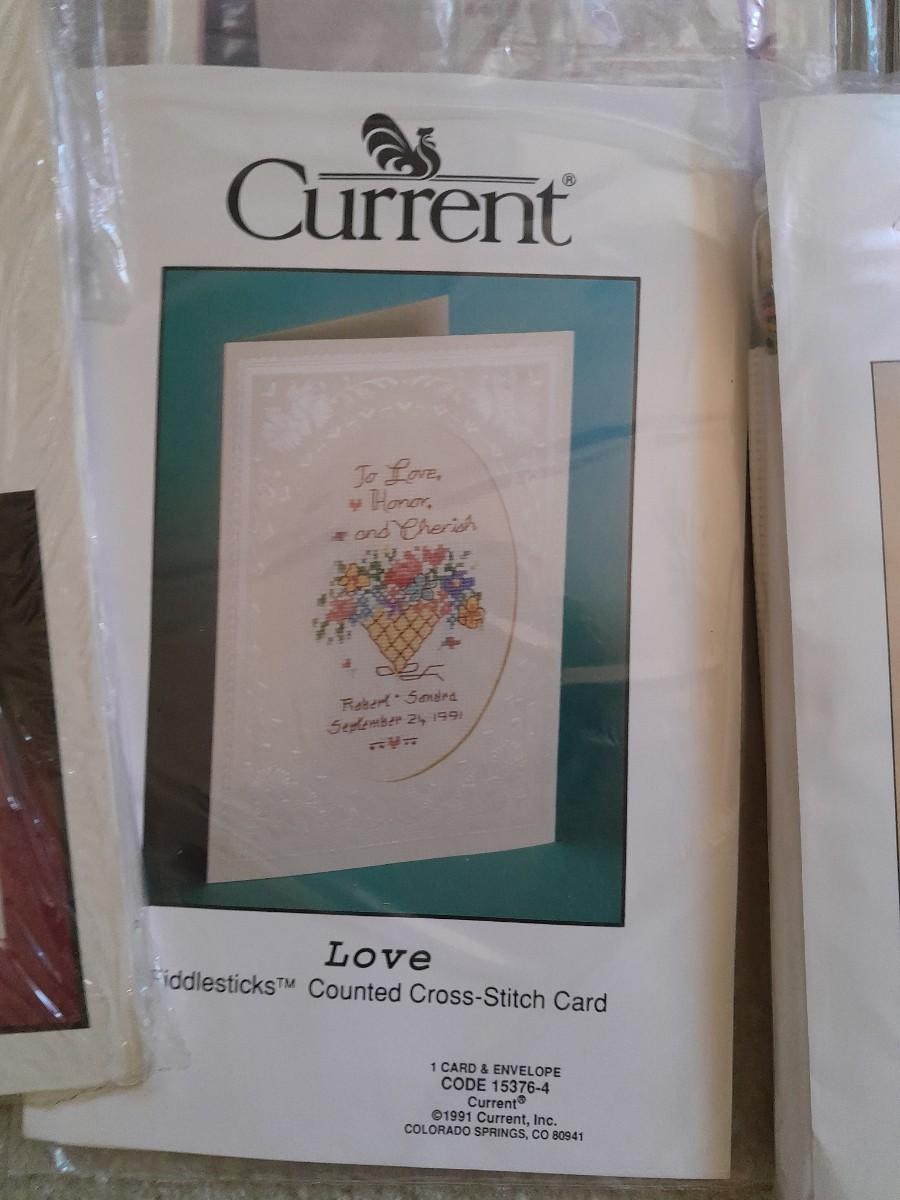 Current®
To Love,
Honor,
and Cherish
Robert • Sandra
September 24, 1991
Love
Fiddlesticks™ Counted Cross-Stitch Card
1 CARD & ENVELOPE
CODE 15376-4
Current®
©1991 Current, Inc.
COLORADO SPRINGS, CO 80941